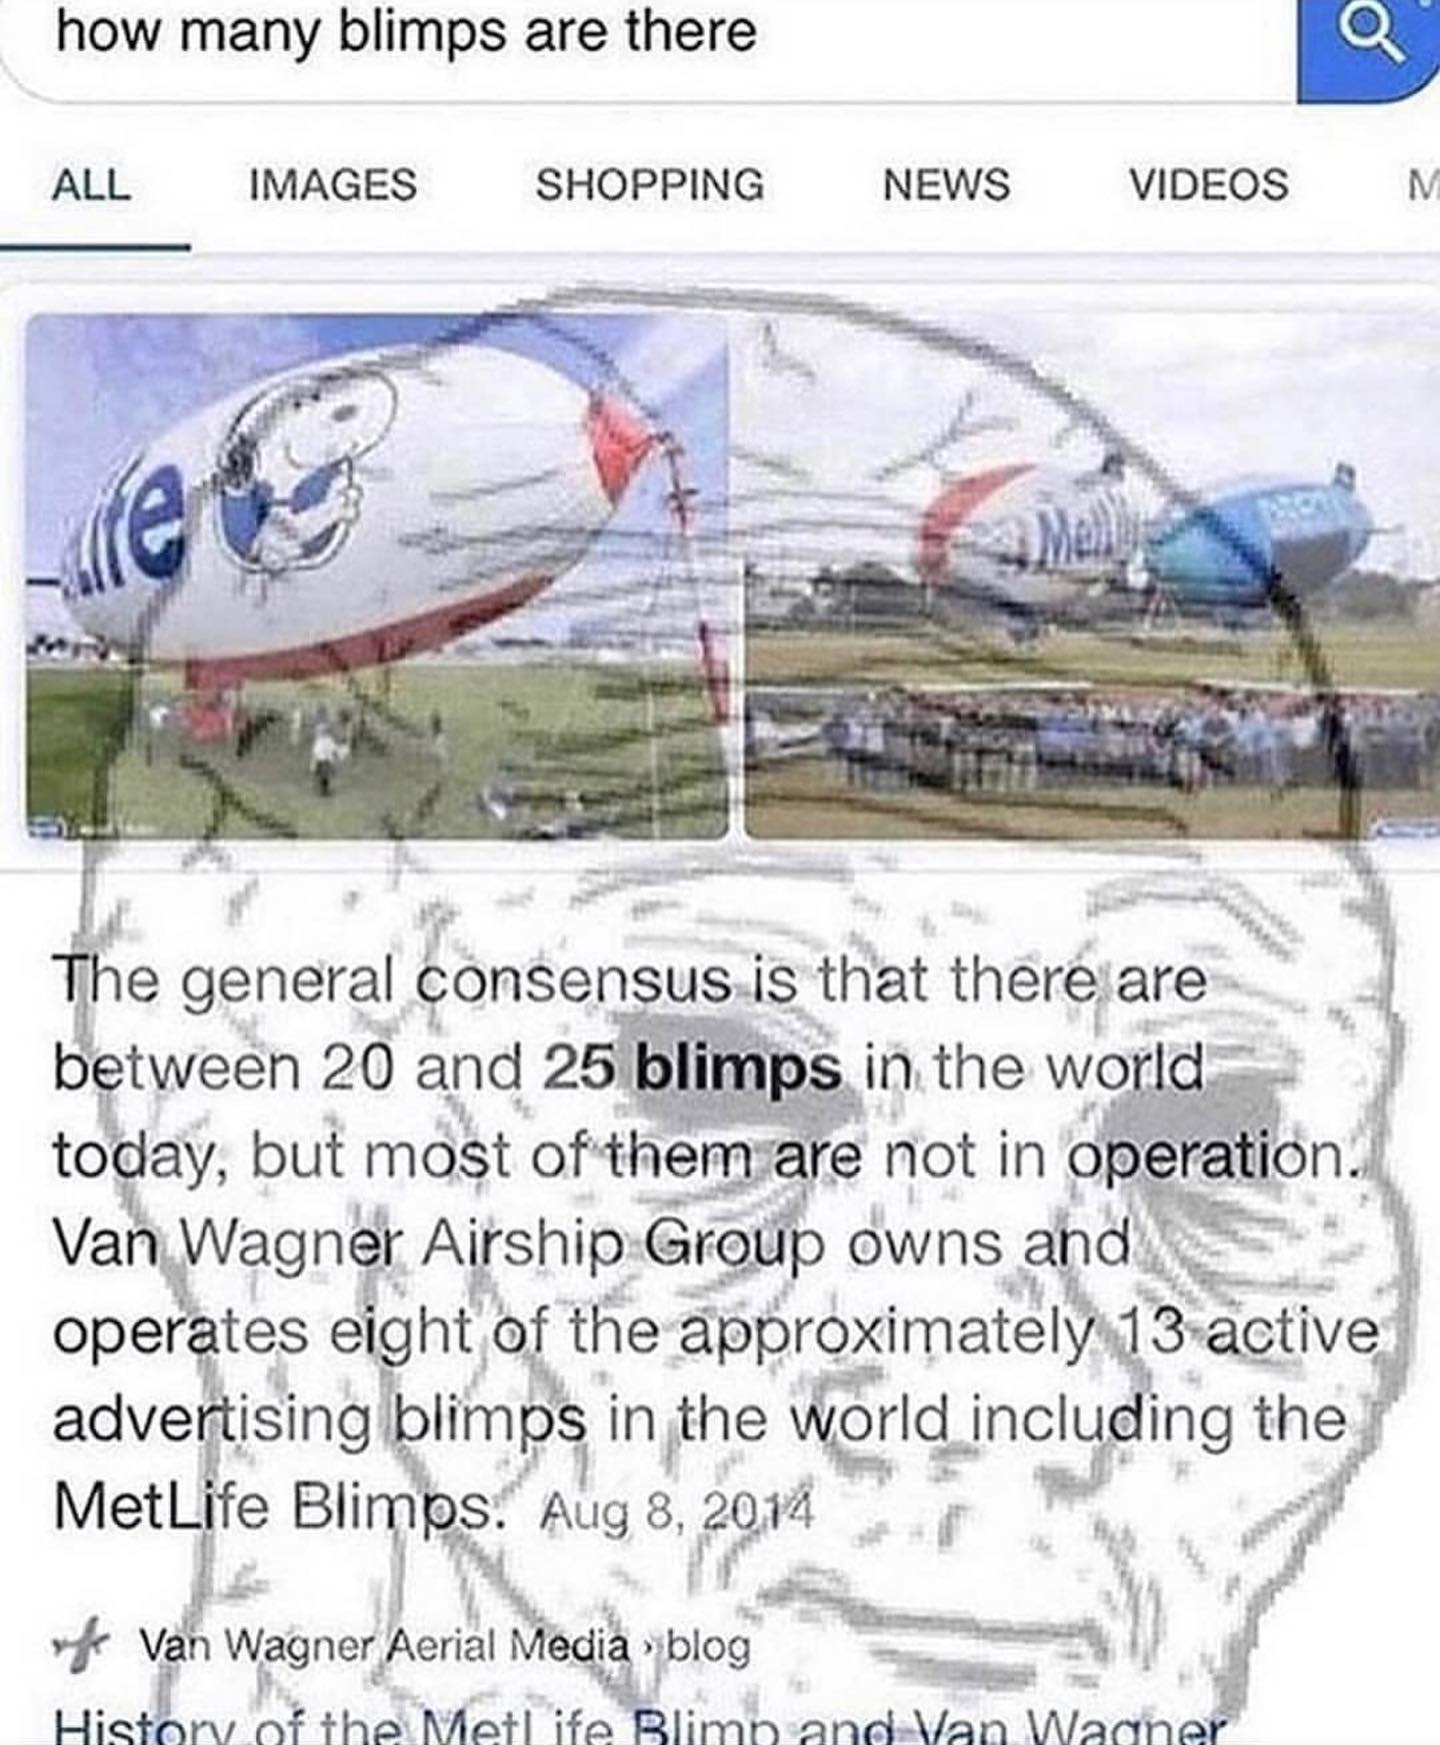 how many blimps are there
ALL IMAGES SHOPPING NEWS VIDEOS M
The general consensus is that there are
between 20 and 25 blimps in the world
today, but most of them are not in operation.
Van Wagner Airship Group owns and
operates eight of the approximately 13 active
advertising blimps in the world including the
MetLife Blimps. Aug 8, 2014
Van Wagner Aerial Media › blog
History of the MetLife Blimp and Van Wagner